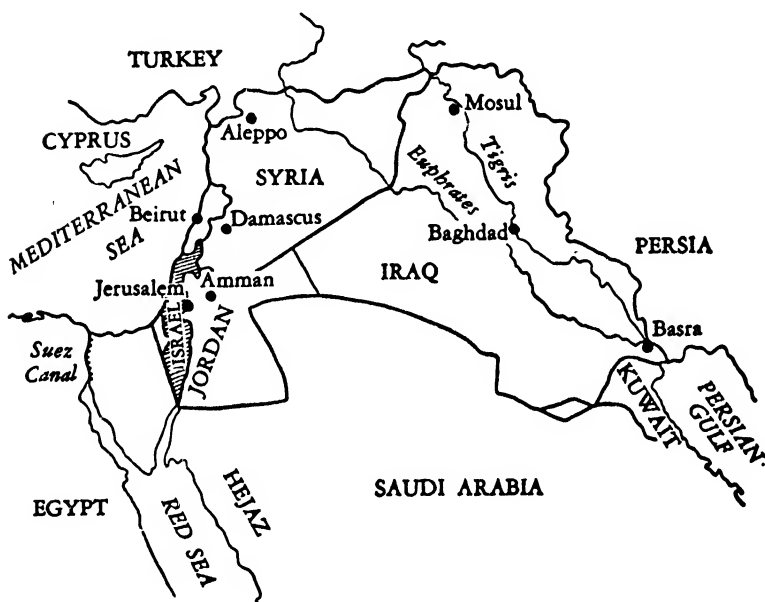 TURKEY
Mosul
Aleppo
CYPRUS
Tigris
Euphrates
SYRIA
MEDITERRANEAN
SEA
Beirut
Damascus
Baghdad
PERSIA
IRAQ
Jerusalem
Amman
ISRAEL
JORDAN
Suez
Canal
Basra
KUWAIT
PERSIAN
GULF
EGYPT
RED SEA
HEJAZ
SAUDI ARABIA